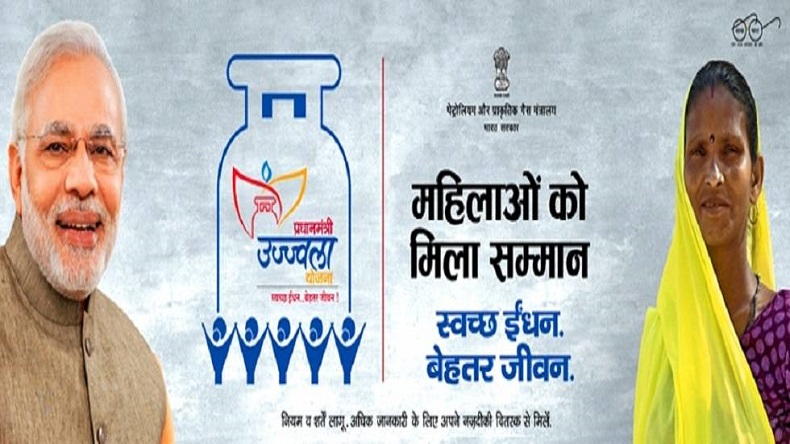 प्रधानमंत्री
उज्ज्वला
योजना
स्वच्छ ईंधन...बेहतर जीवन!
पेट्रोलियम और प्राकृतिक गैस मंत्रालय
भारत सरकार
महिलाओं को
मिला सम्मान
स्वच्छ ईंधन.
बेहतर जीवन.
नियम व शर्तें लागू. अधिक जानकारी के लिए अपने नज़दीकी वितरक से मिलें.